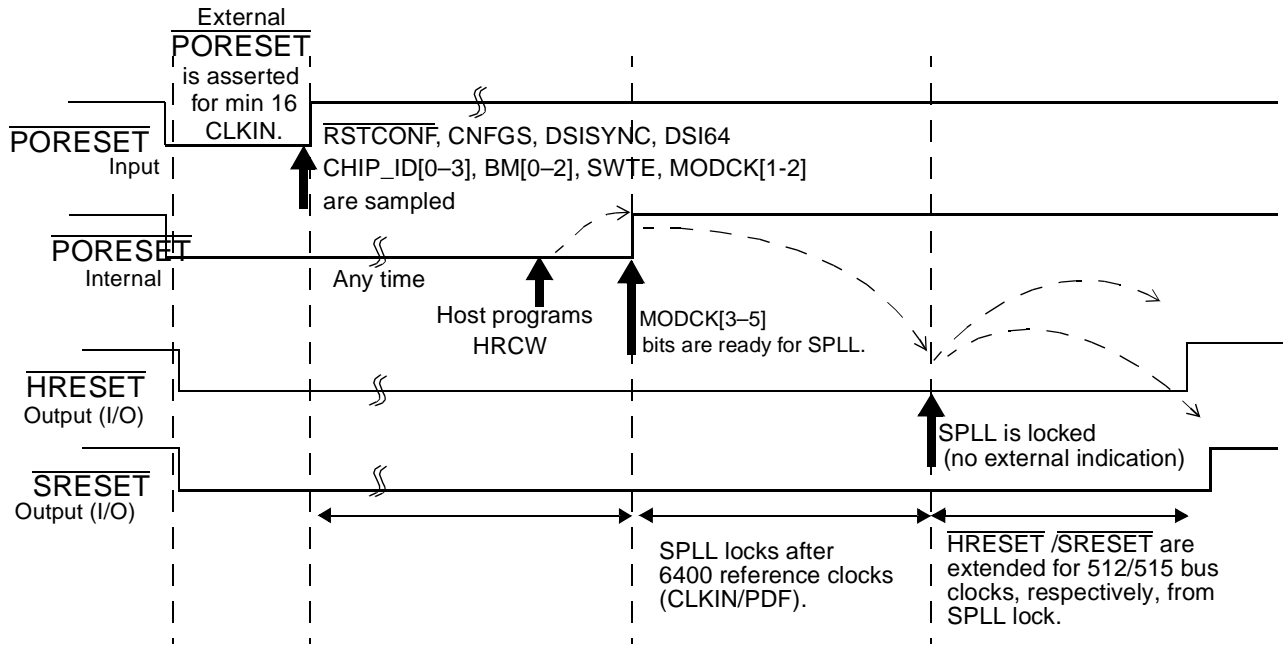 External
PORESET
is asserted
for min 16
CLKIN.
PORESET
Input
RSTCONF, CNFGS, DSISYNC, DSI64
CHIP_ID[0–3], BM[0–2], SWTE, MODCK[1-2]
are sampled
PORESET
Internal
Any time
Host programs
HRCW
MODCK[3–5]
bits are ready for SPLL.
HRESET
Output (I/O)
SPLL is locked
(no external indication)
SRESET
Output (I/O)
SPLL locks after
6400 reference clocks
(CLKIN/PDF).
HRESET /SRESET are
extended for 512/515 bus
clocks, respectively, from
SPLL lock.